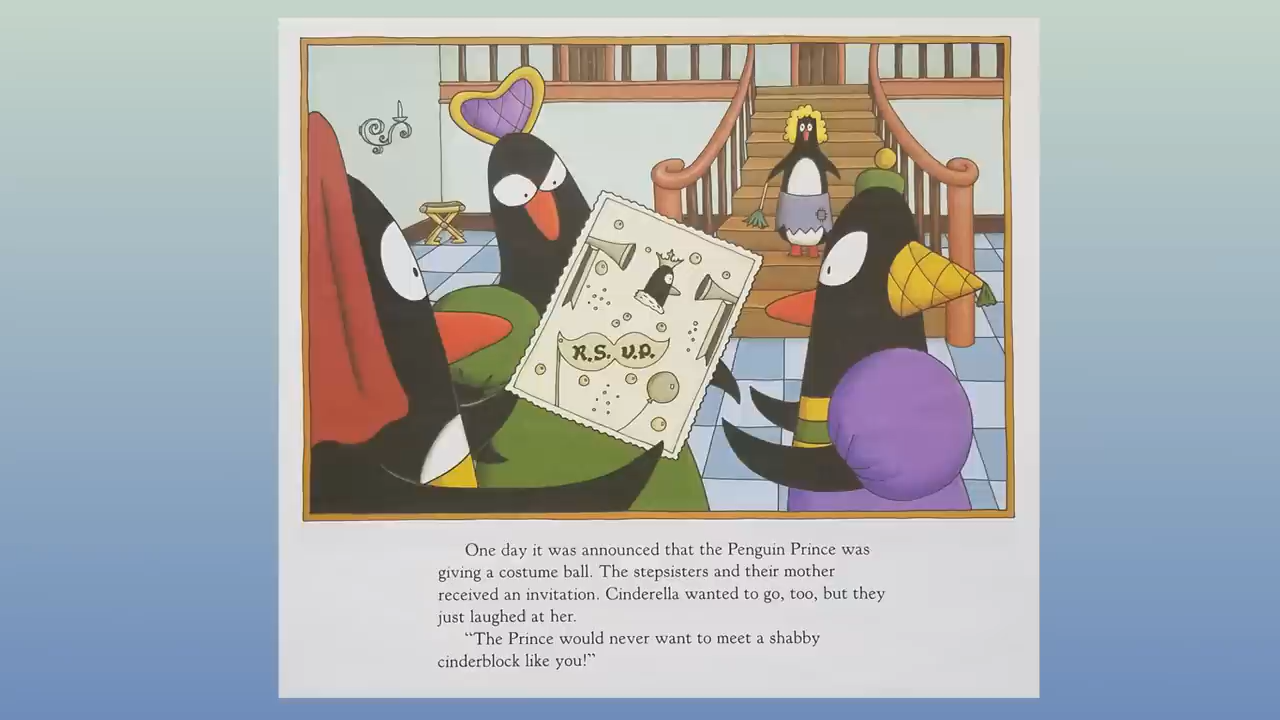 R.S. V.P.
One day it was announced that the Penguin Prince was
giving a costume ball. The stepsisters and their mother
received an invitation. Cinderella wanted to go, too, but they
just laughed at her.
“The Prince would never want to meet a shabby
cinderblock like you!”